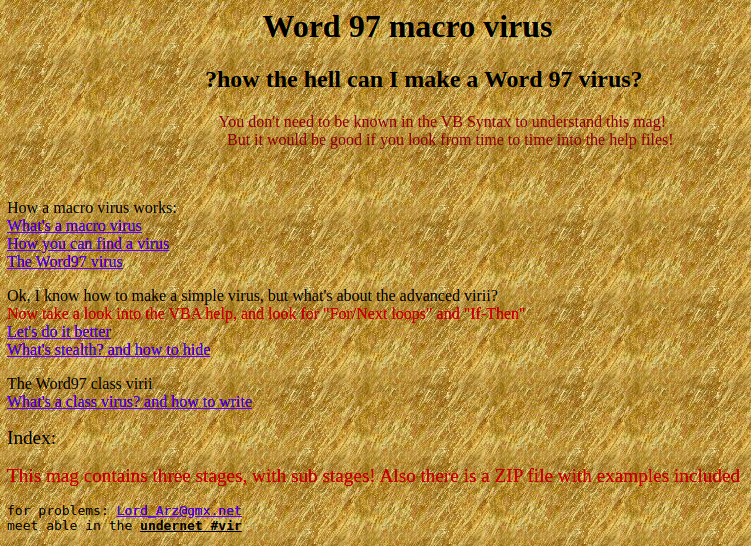 Word 97 macro virus
?how the hell can I make a Word 97 virus?
You don't need to be known in the VB Syntax to understand this mag!
But it would be good if you look from time to time into the help files!
How a macro virus works:
What's a macro virus
How you can find a virus
The Word97 virus
Ok, I know how to make a simple virus, but what's about the advanced virii?
Now take a look into the VBA help, and look for "For/Next loops" and "If-Then"
Let's do it better
What's stealth? and how to hide
The Word97 class virii
What's a class virus? and how to write
Index:
This mag contains three stages, with sub stages! Also there is a ZIP file with examples included
for problems: Lord_Arz@gmx.net
meet able in the undernet #vir